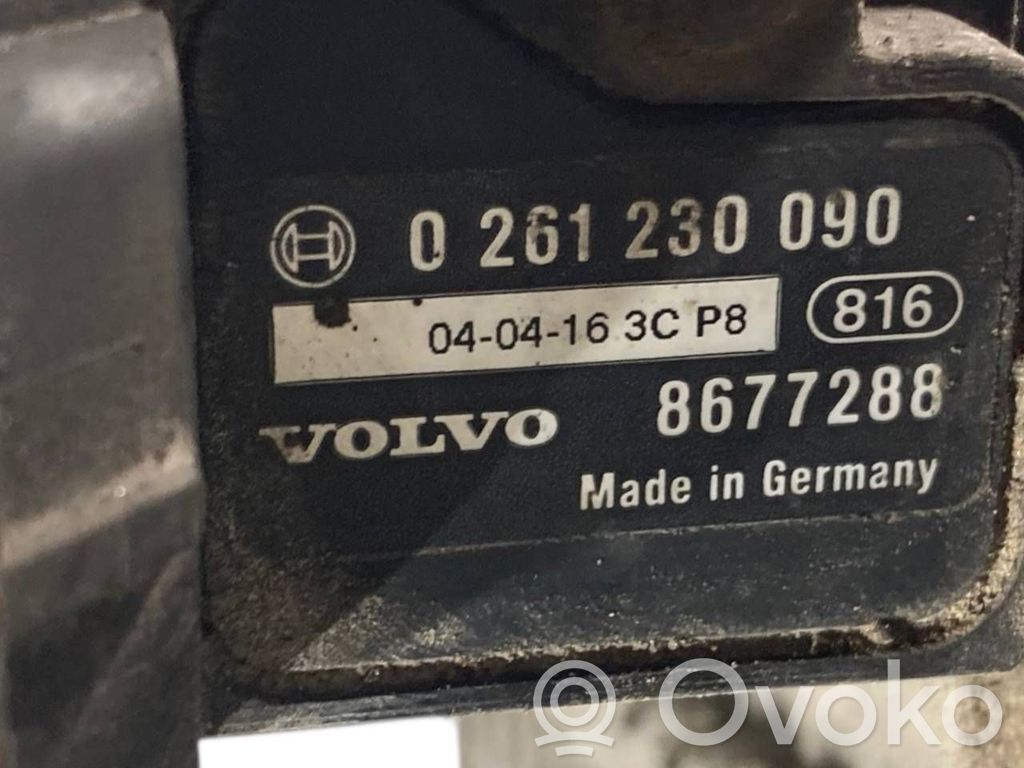 0 261 230 090
04-04-16 3C P8 816
VOLVO 8677288
Made in Germany
Ovoko